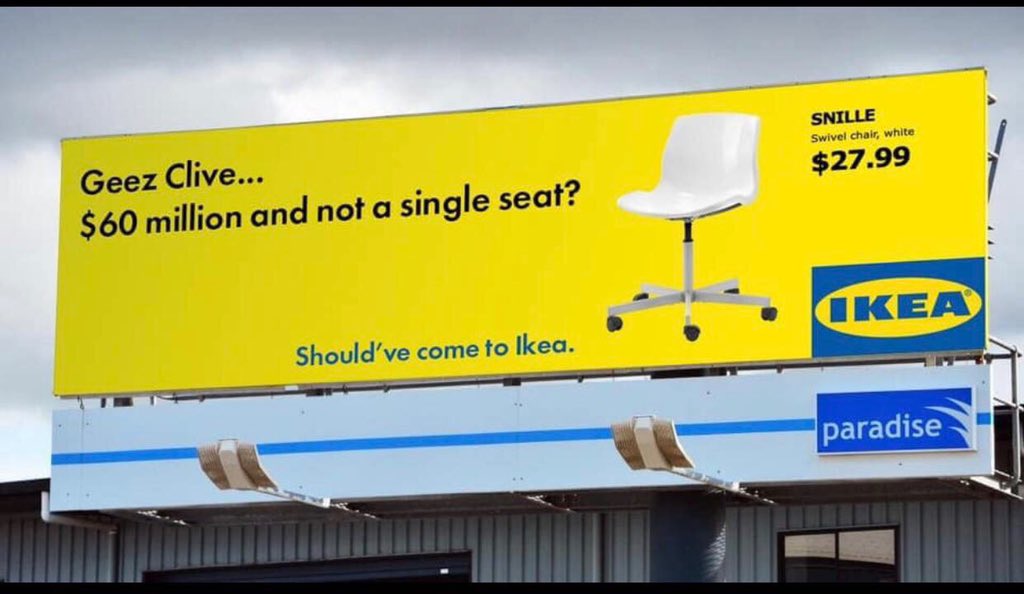 Geez Clive...
$60 million and not a single seat?
Should've come to Ikea.
SNILLE
Swivel chair, white
$27.99
IKEA®
paradise